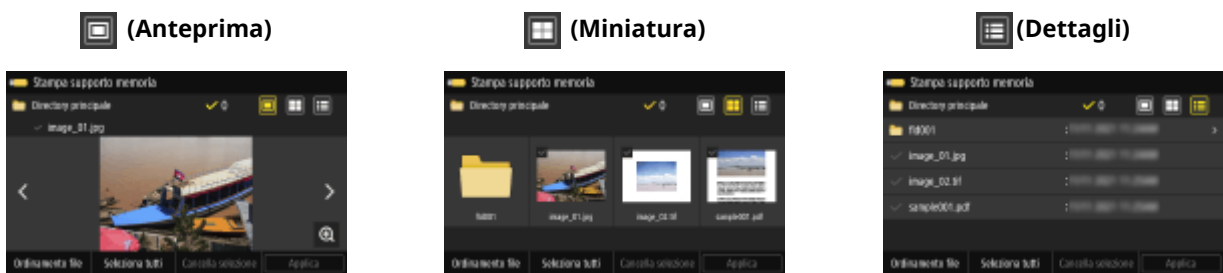 (Anteprima)
(Miniatura)
(Dettagli)
Stampa supporto memoria
Directory principale 0
image_01.jpg
Ordinamento file Seleziona tutti Cancella selezione Applica
Stampa supporto memoria
Directory principale 0
fld001 image_01.jpg image_02.tif sample001.pdf
Ordinamento file Seleziona tutti Cancella selezione Applica
Stampa supporto memoria
Directory principale 0
fld001 :
image_01.jpg :
image_02.tif :
sample001.pdf :
Ordinamento file Seleziona tutti Cancella selezione Applica